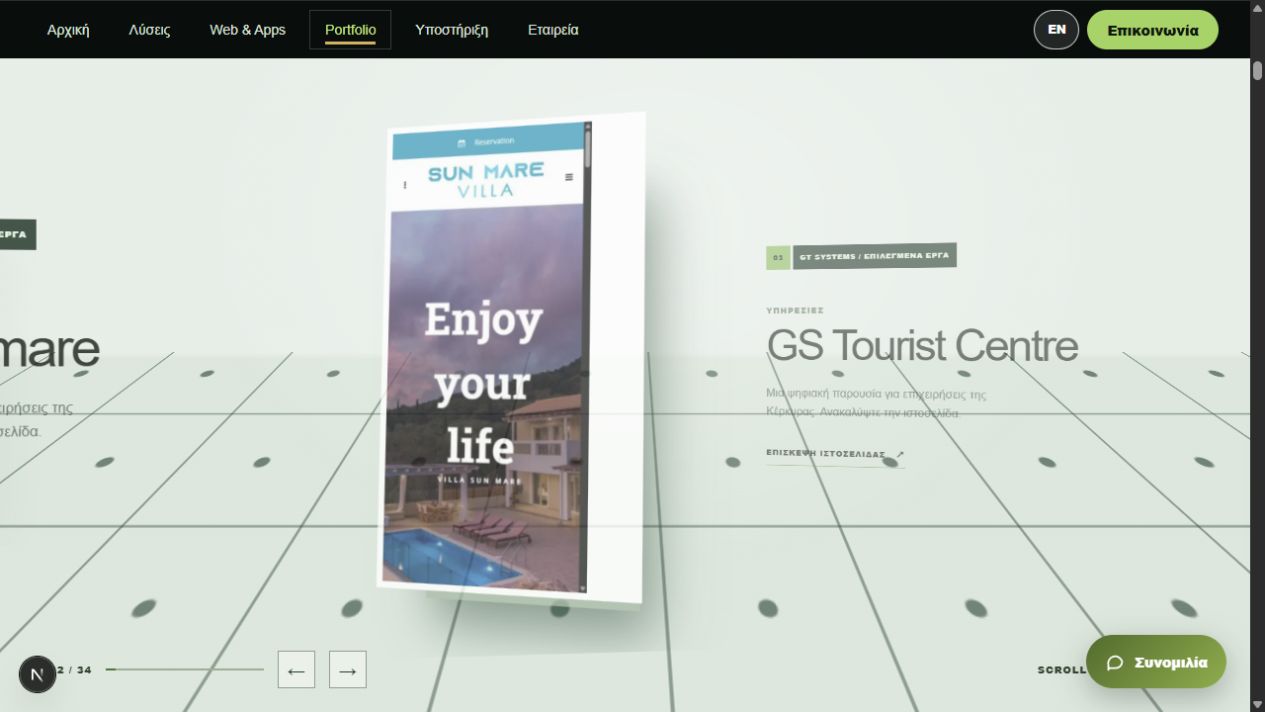 Αρχική
Λύσεις
Web & Apps
Portfolio
Υποστήριξη
Εταιρεία
EN
Επικοινωνία
ΕΡΓΑ
mare
ιρήσεις της
σελίδα.
Reservation
SUN MARE
VILLA
Enjoy
your
life
VILLA SUN MARE
03
GT SYSTEMS / ΕΠΙΛΕΓΜΕΝΑ ΕΡΓΑ
ΥΠΗΡΕΣΙΕΣ
GS Tourist Centre
Μια ψηφιακή παρουσία για επιχειρήσεις της
Κέρκυρας. Ανακαλύψτε την ιστοσελίδα.
ΕΠΙΣΚΕΨΗ ΙΣΤΟΣΕΛΙΔΑΣ ↗
N
2 / 34
← →
SCROLL
Συνομιλία